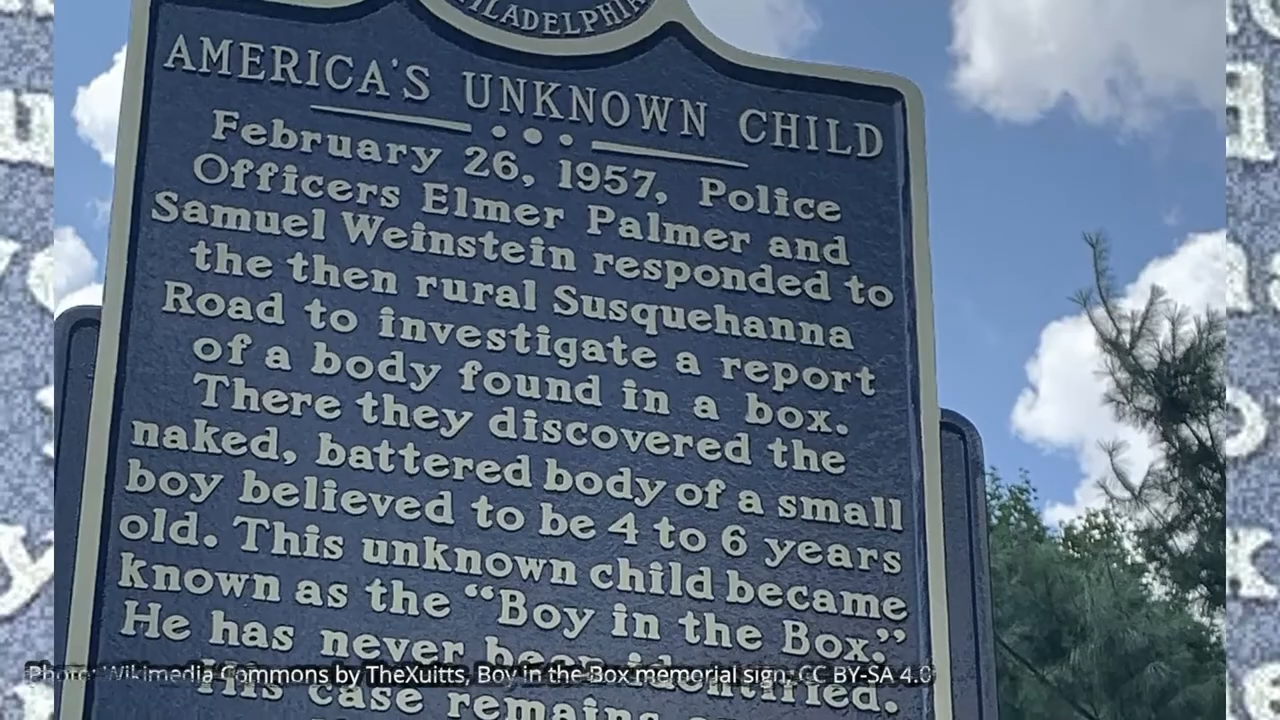 PHILADELPHIA
AMERICA'S UNKNOWN CHILD
February 26, 1957, Police
Officers Elmer Palmer and
Samuel Weinstein responded to
the then rural Susquehanna
Road to investigate a report
of a body found in a box.
There they discovered the
naked, battered body of a small
boy believed to be 4 to 6 years
old. This unknown child became
known as the “Boy in the Box.”
He has never been identified.
Photo: Wikimedia Commons by TheXuitts, Boy in the Box memorial sign, CC BY-SA 4.0
His case remains